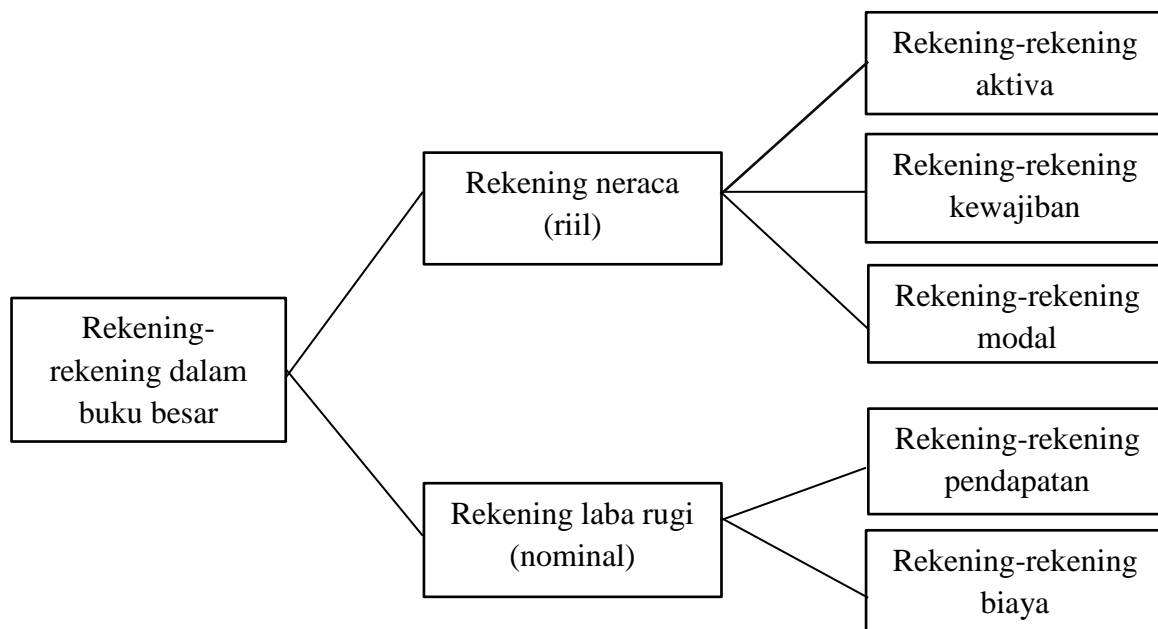 Rekening-
rekening dalam
buku besar
Rekening neraca
(riil)
Rekening-rekening
aktiva
Rekening-rekening
kewajiban
Rekening-rekening
modal
Rekening laba rugi
(nominal)
Rekening-rekening
pendapatan
Rekening-rekening
biaya